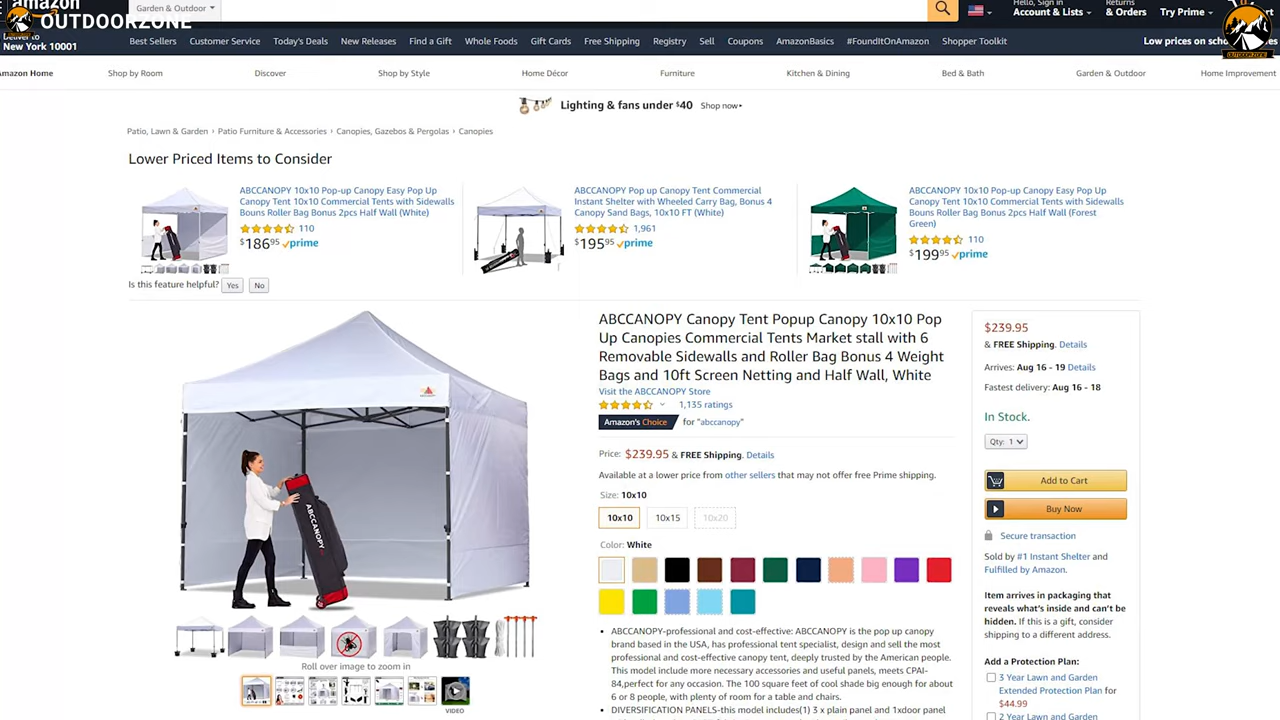 amazon
Garden & Outdoor
Hello, Sign in
Account & Lists
Returns
& Orders
Try Prime
OUTDOORZONE
New York 10001
Best Sellers Customer Service Today's Deals New Releases Find a Gift Whole Foods Gift Cards Free Shipping Registry Sell Coupons AmazonBasics #FoundItOnAmazon Shopper Toolkit
Low prices on
OUTDOORZONE
Amazon Home Shop by Room Discover Shop by Style Home Décor Furniture Kitchen & Dining Bed & Bath Garden & Outdoor Home Improvement
Lighting & fans under $40 Shop now
Patio, Lawn & Garden › Patio Furniture & Accessories › Canopies, Gazebos & Pergolas › Canopies
Lower Priced Items to Consider
ABCCANOPY 10x10 Pop-up Canopy Easy Pop Up
Canopy Tent 10x10 Commercial Tents with Sidewalls
Bouns Roller Bag Bonus 2pcs Half Wall (White)
110
$186.95 prime
ABCCANOPY Pop up Canopy Tent Commercial
Instant Shelter with Wheeled Carry Bag, Bonus 4
Canopy Sand Bags, 10x10 FT (White)
1,961
$195.95 prime
ABCCANOPY 10x10 Pop-up Canopy Easy Pop Up
Canopy Tent 10x10 Commercial Tents with Sidewalls
Bouns Roller Bag Bonus 2pcs Half Wall (Forest
Green)
110
$199.95 prime
Is this feature helpful? Yes No
ABCCANOPY
Roll over image to zoom in
VIDEO
ABCCANOPY Canopy Tent Popup Canopy 10x10 Pop
Up Canopies Commercial Tents Market stall with 6
Removable Sidewalls and Roller Bag Bonus 4 Weight
Bags and 10ft Screen Netting and Half Wall, White
Visit the ABCCANOPY Store
1,135 ratings
Amazon's Choice for "abccanopy"
Price: $239.95 & FREE Shipping. Details
Available at a lower price from other sellers that may not offer free Prime shipping.
Size: 10x10
10x10 10x15 10x20
Color: White
• ABCCANOPY-professional and cost-effective: ABCCANOPY is the pop up canopy
brand based in the USA, has professional tent specialist, design and sell the most
professional and cost-effective canopy tent, deeply trusted by the American people.
This model include more necessary accessories and useful panels, meets CPAI-
84,perfect for any occasion. The 100 square feet of cool shade big enough for about
6 or 8 people, with plenty of room for a table and chairs.
• DIVERSIFICATION PANELS-this model includes(1) 3 x plain panel and 1xdoor panel
$239.95
& FREE Shipping. Details
Arrives: Aug 16 - 19 Details
Fastest delivery: Aug 16 - 18
In Stock.
Qty: 1
Add to Cart
Buy Now
Secure transaction
Sold by #1 Instant Shelter and
Fulfilled by Amazon.
Item arrives in packaging that
reveals what's inside and can't be
hidden. If this is a gift, consider
shipping to a different address.
Add a Protection Plan:
3 Year Lawn and Garden
Extended Protection Plan for
$44.99
2 Year Lawn and Garden